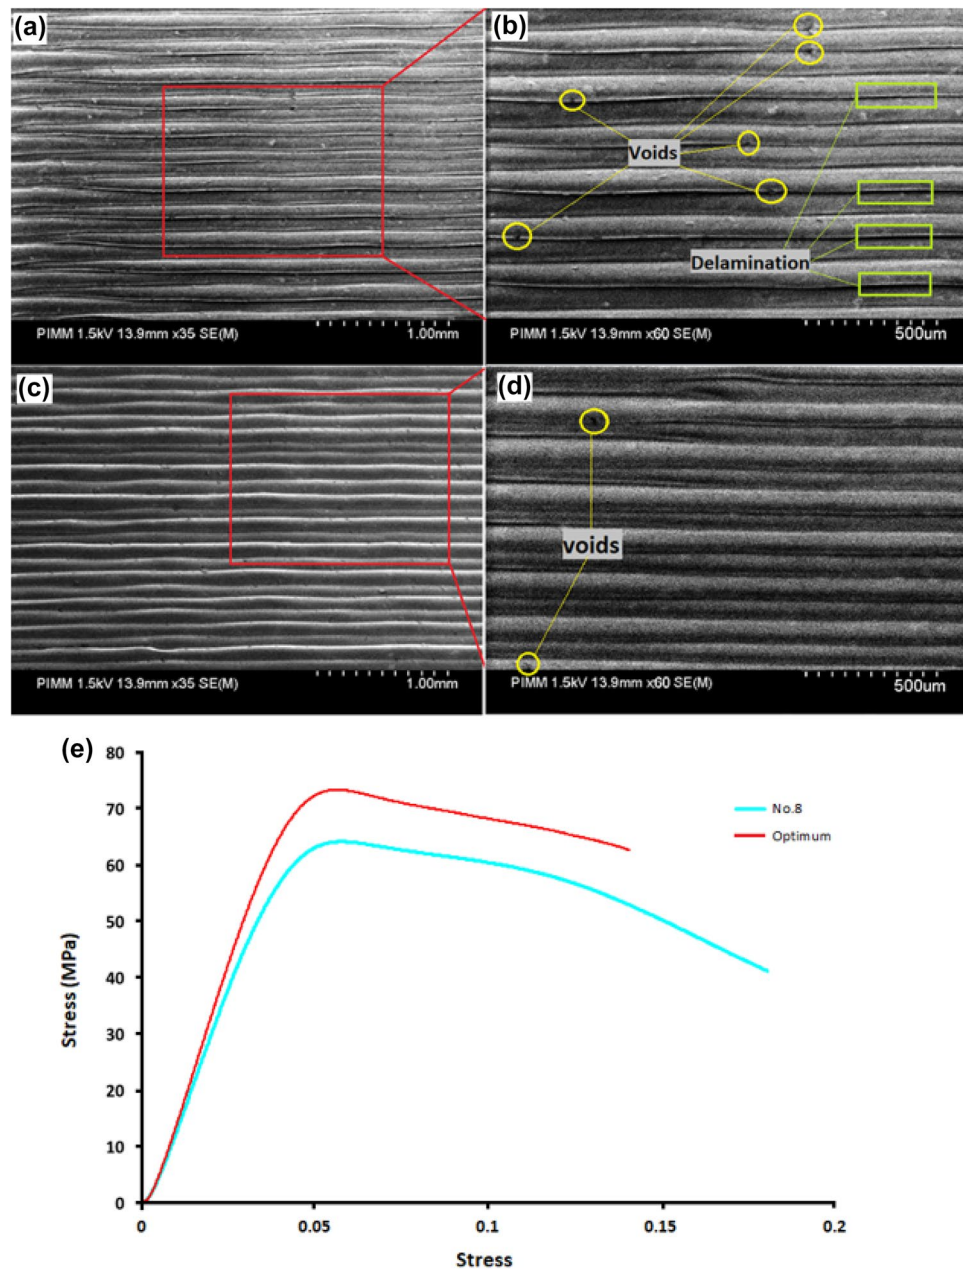 (a)
(b)
Voids
Delamination
PIMM 1.5kV 13.9mm x35 SE(M)
1.00mm
PIMM 1.5kV 13.9mm x60 SE(M)
500um
(c)
(d)
voids
PIMM 1.5kV 13.9mm x35 SE(M)
1.00mm
PIMM 1.5kV 13.9mm x60 SE(M)
500um
(e)
80
70
60
50
40
30
20
10
0
Stress (MPa)
No.8
Optimum
0
0.05
0.1
0.15
0.2
Stress